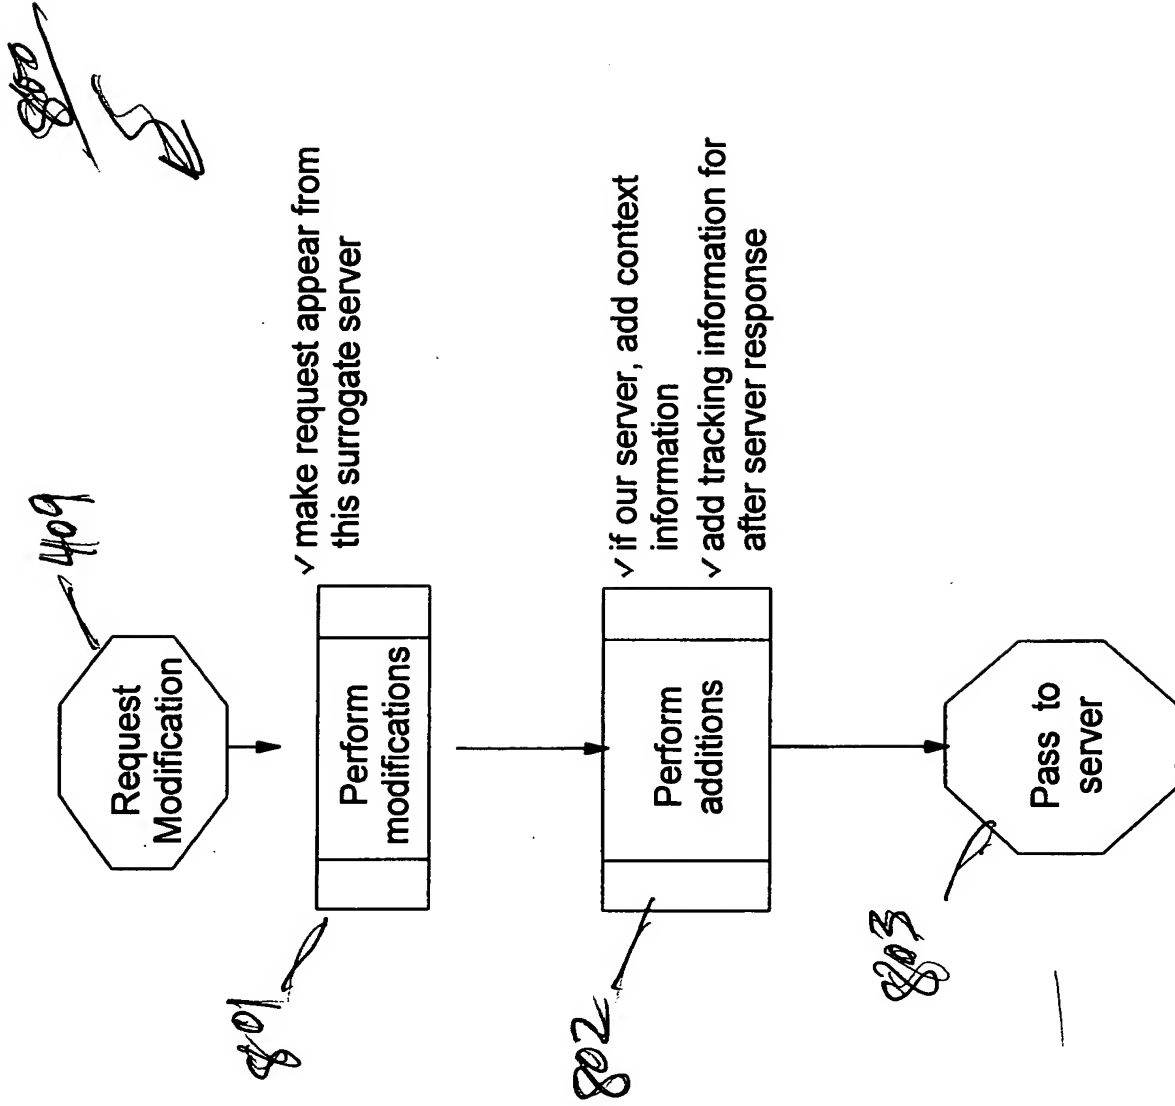 800
409
Request
Modification
✓ make request appear from
this surrogate server
801
Perform
modifications
802
Perform
additions
✓ if our server, add context
information
✓ add tracking information for
after server response
803
Pass to
server